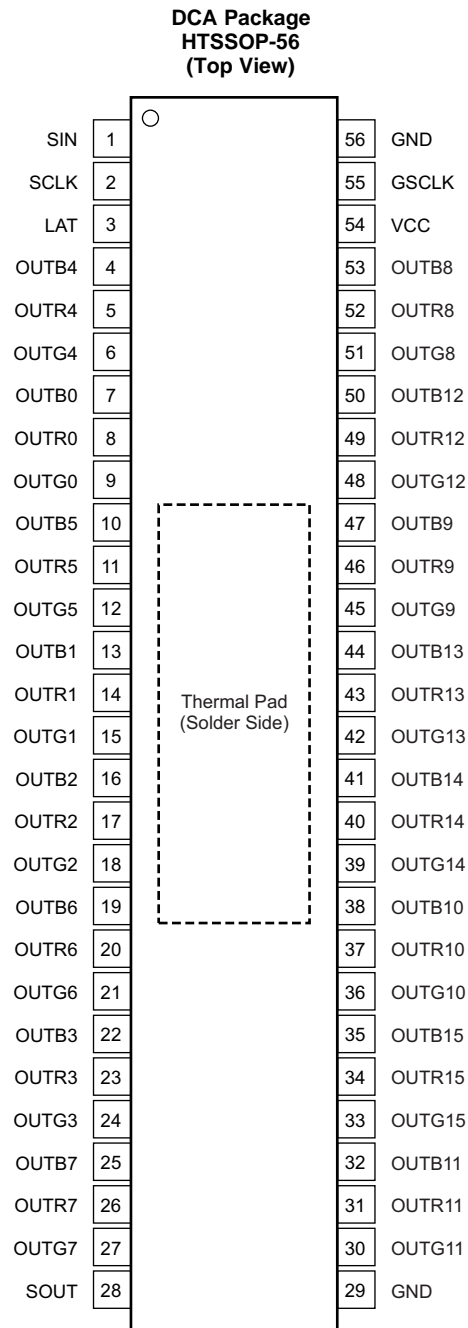 DCA Package
HTSSOP-56
(Top View)
SIN 1 56 GND
SCLK 2 55 GSCLK
LAT 3 54 VCC
OUTB4 4 53 OUTB8
OUTR4 5 52 OUTR8
OUTG4 6 51 OUTG8
OUTB0 7 50 OUTB12
OUTR0 8 49 OUTR12
OUTG0 9 48 OUTG12
OUTB5 10 47 OUTB9
OUTR5 11 46 OUTR9
OUTG5 12 45 OUTG9
OUTB1 13 44 OUTB13
OUTR1 14 43 OUTR13
OUTG1 15 42 OUTG13
OUTB2 16 41 OUTB14
OUTR2 17 40 OUTR14
OUTG2 18 39 OUTG14
OUTB6 19 38 OUTB10
OUTR6 20 37 OUTR10
OUTG6 21 36 OUTG10
OUTB3 22 35 OUTB15
OUTR3 23 34 OUTR15
OUTG3 24 33 OUTG15
OUTB7 25 32 OUTB11
OUTR7 26 31 OUTR11
OUTG7 27 30 OUTG11
SOUT 28 29 GND
Thermal Pad
(Solder Side)